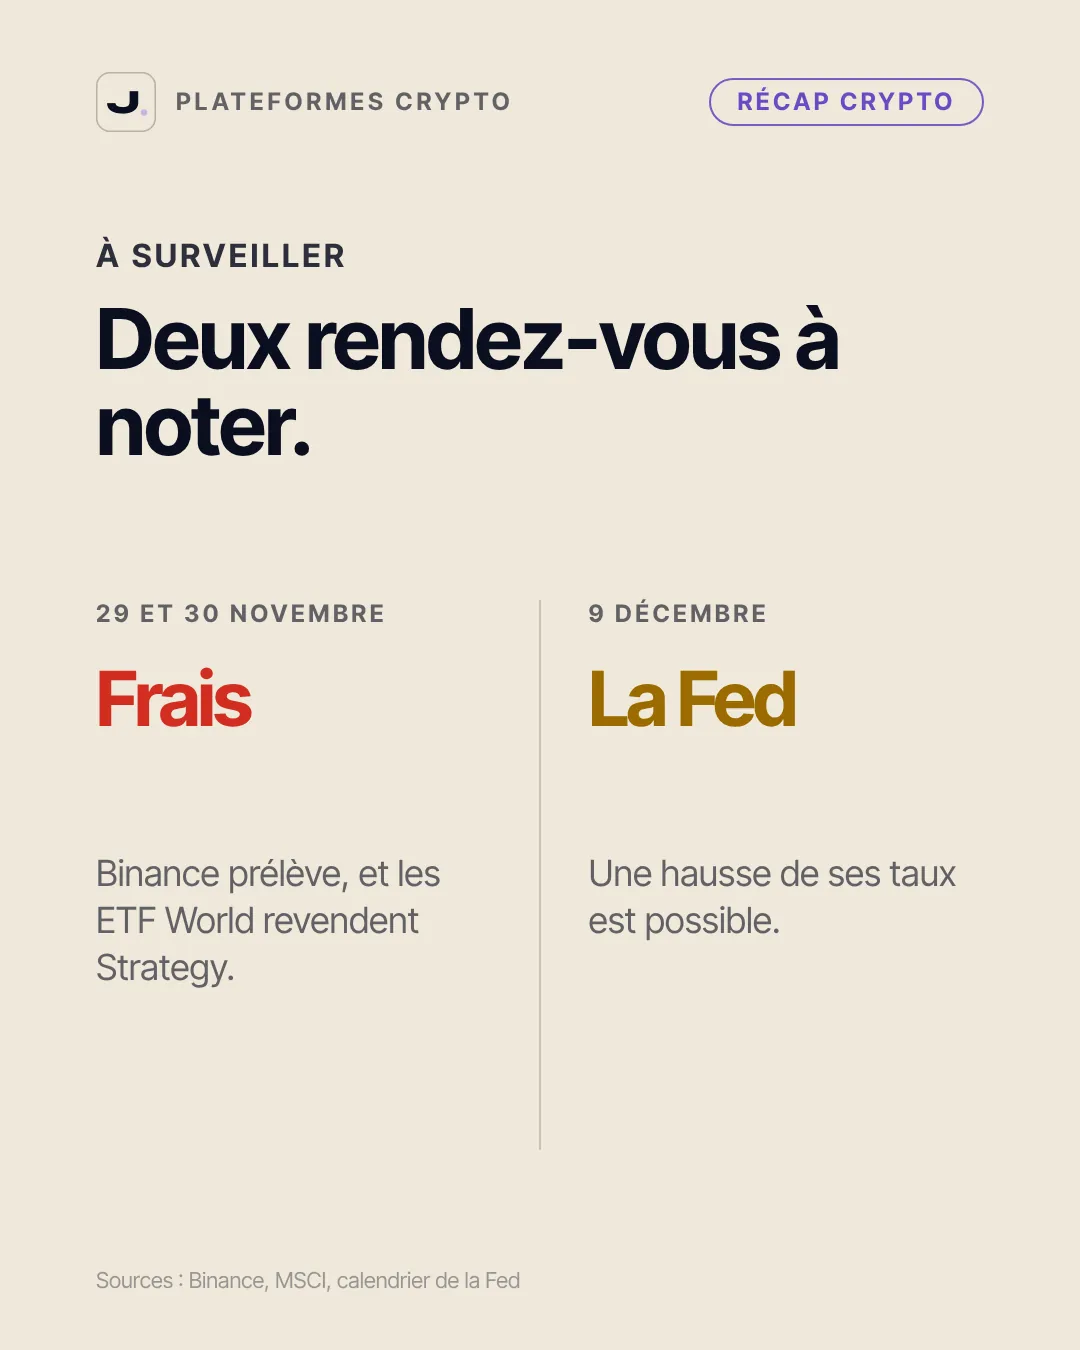 J.
PLATEFORMES CRYPTO
RÉCAP CRYPTO
À SURVEILLER
Deux rendez-vous à
noter.
29 ET 30 NOVEMBRE
Frais
Binance prélève, et les
ETF World revendent
Strategy.
9 DÉCEMBRE
La Fed
Une hausse de ses taux
est possible.
Sources : Binance, MSCI, calendrier de la Fed